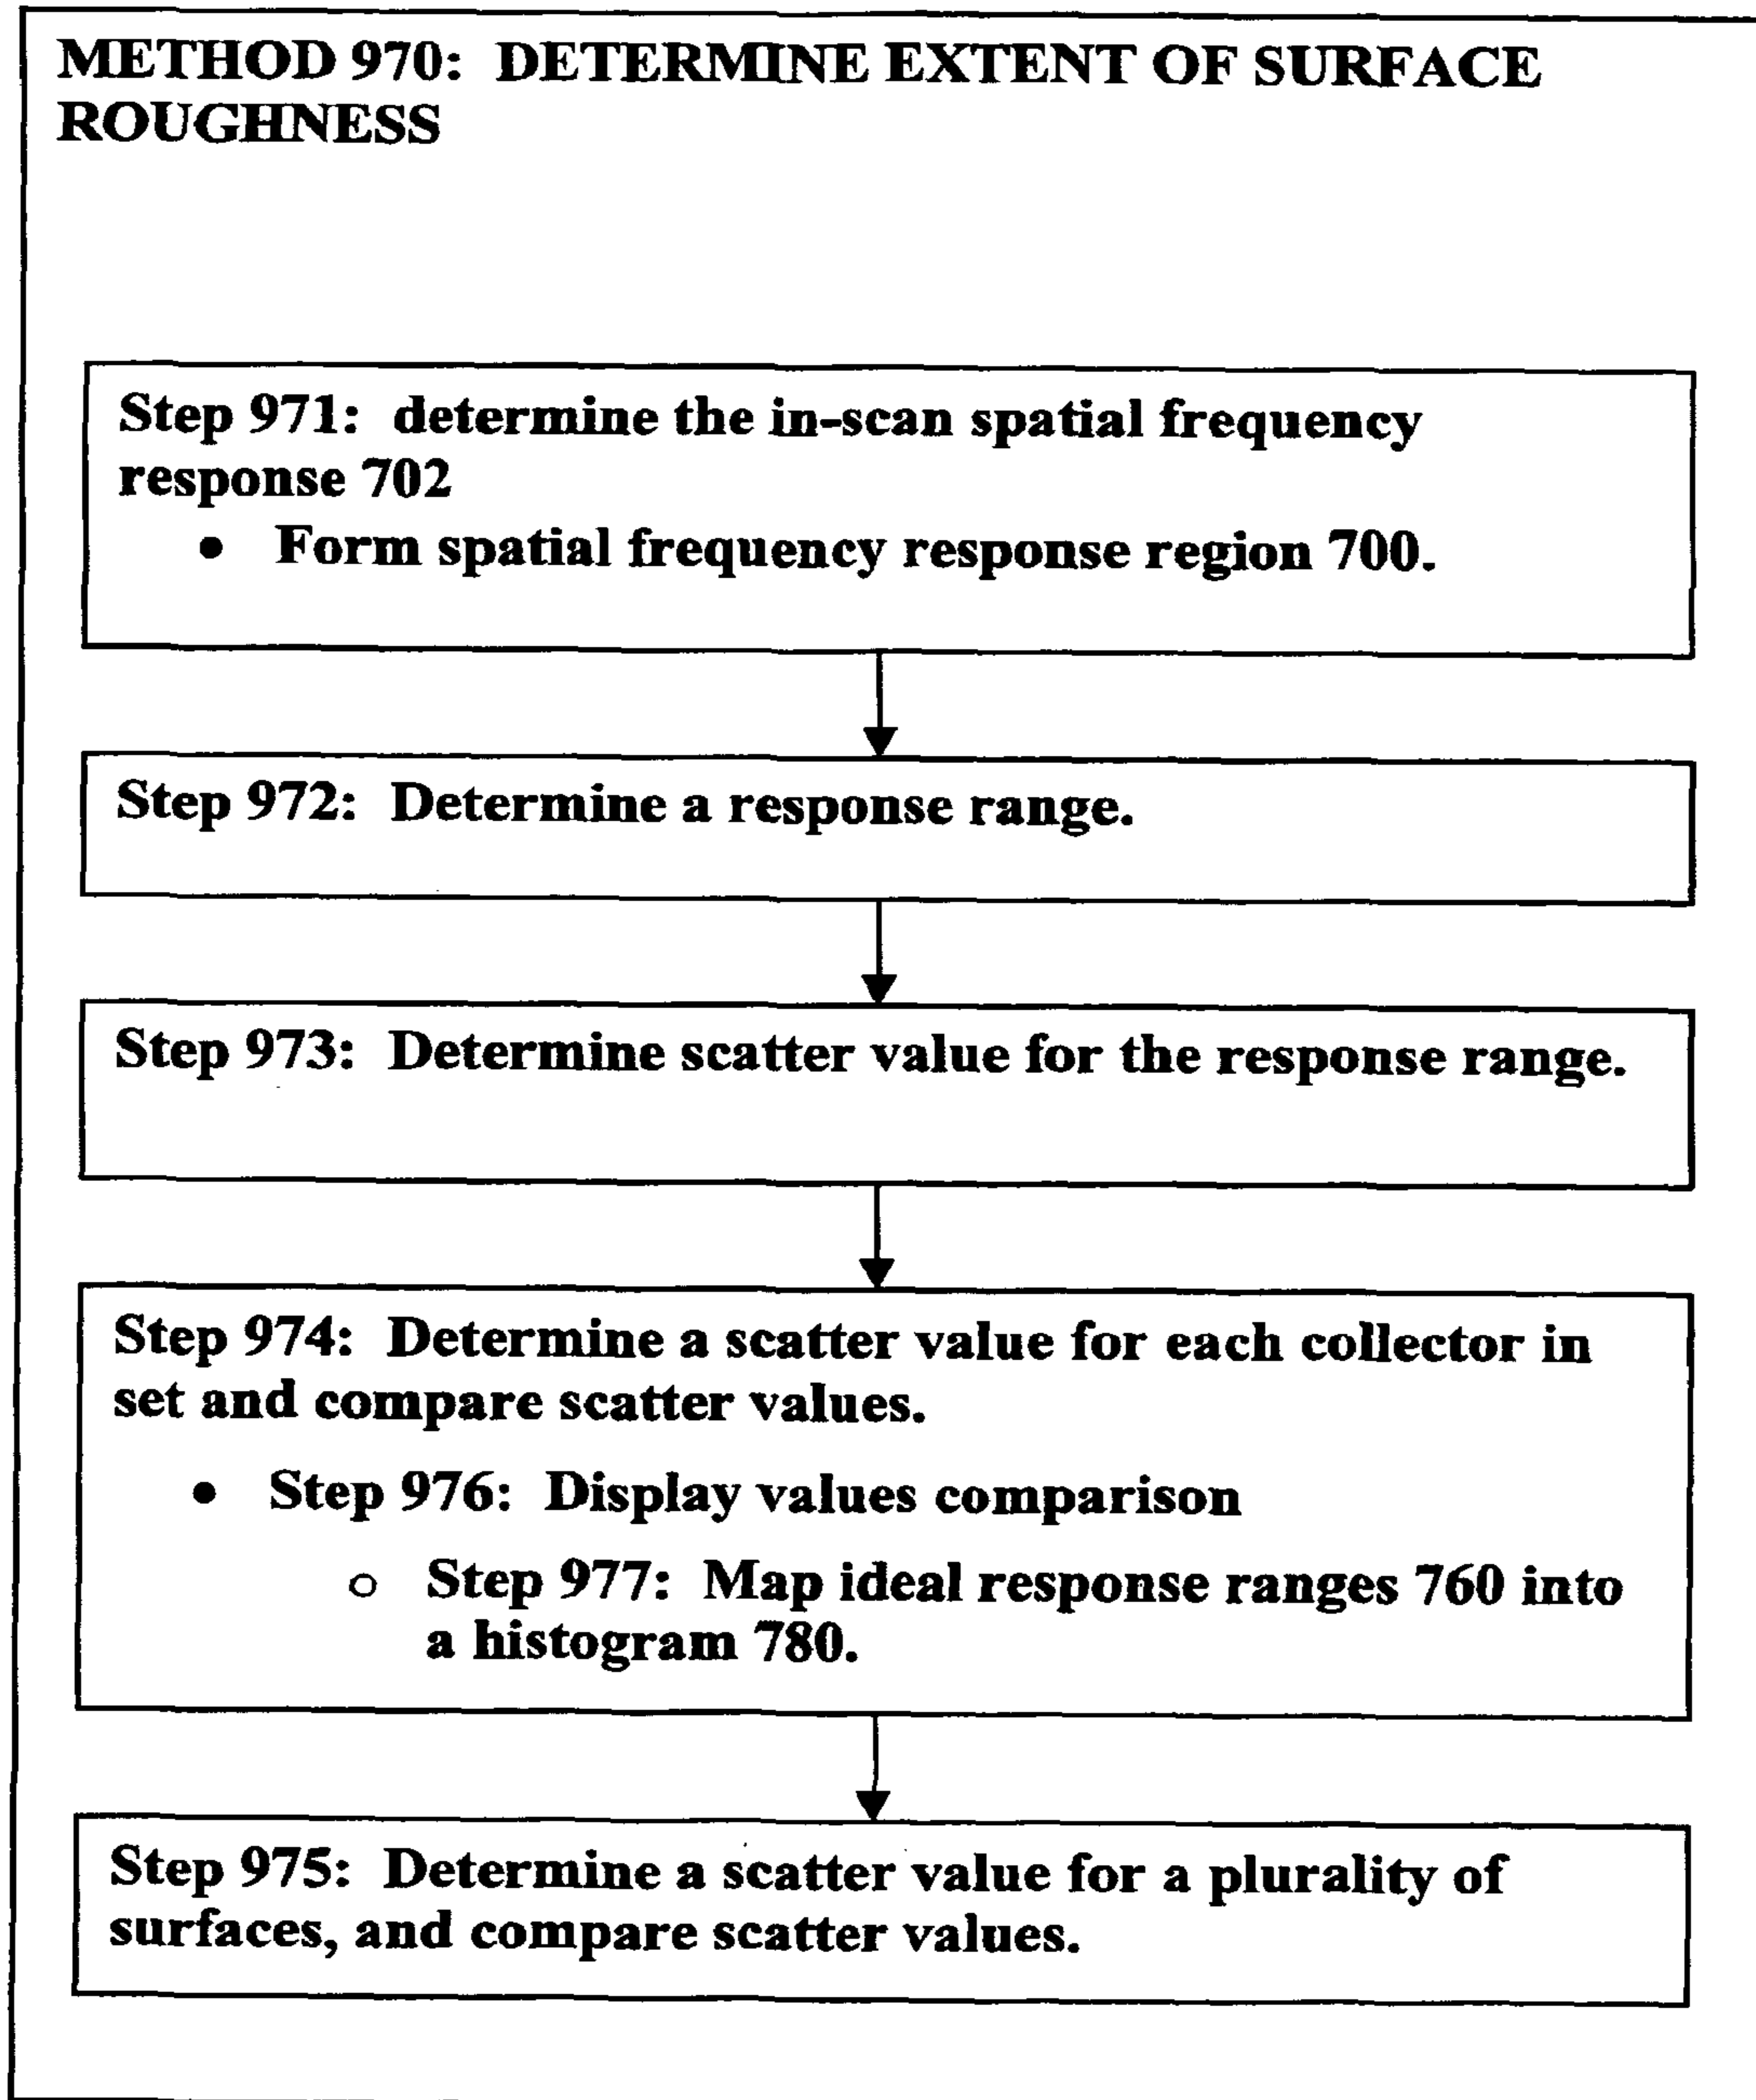 METHOD 970: DETERMINE EXTENT OF SURFACE
ROUGHNESS
Step 971: determine the in-scan spatial frequency
response 702
• Form spatial frequency response region 700.
Step 972: Determine a response range.
Step 973: Determine scatter value for the response range.
Step 974: Determine a scatter value for each collector in
set and compare scatter values.
• Step 976: Display values comparison
o Step 977: Map ideal response ranges 760 into
a histogram 780.
Step 975: Determine a scatter value for a plurality of
surfaces, and compare scatter values.